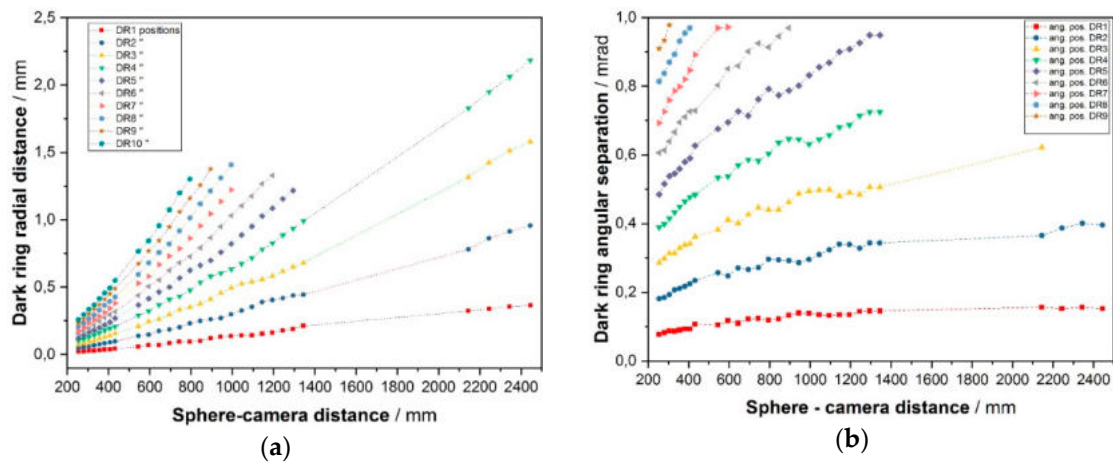 2,5
2,0
1,5
1,0
0,5
0,0
Dark ring radial distance / mm
DR1 positions
DR2 "
DR3 "
DR4 "
DR5 "
DR6 "
DR7 "
DR8 "
DR9 "
DR10 "
200 400 600 800 1000 1200 1400 1600 1800 2000 2200 2400
Sphere-camera distance / mm
(a)
1,0
0,8
0,6
0,4
0,2
0,0
Dark ring angular separation / mrad
ang. pos. DR1
ang. pos. DR2
ang. pos. DR3
ang. pos. DR4
ang. pos. DR5
ang. pos. DR6
ang. pos. DR7
ang. pos. DR8
ang. pos. DR9
200 400 600 800 1000 1200 1400 1600 1800 2000 2200 2400
Sphere - camera distance / mm
(b)